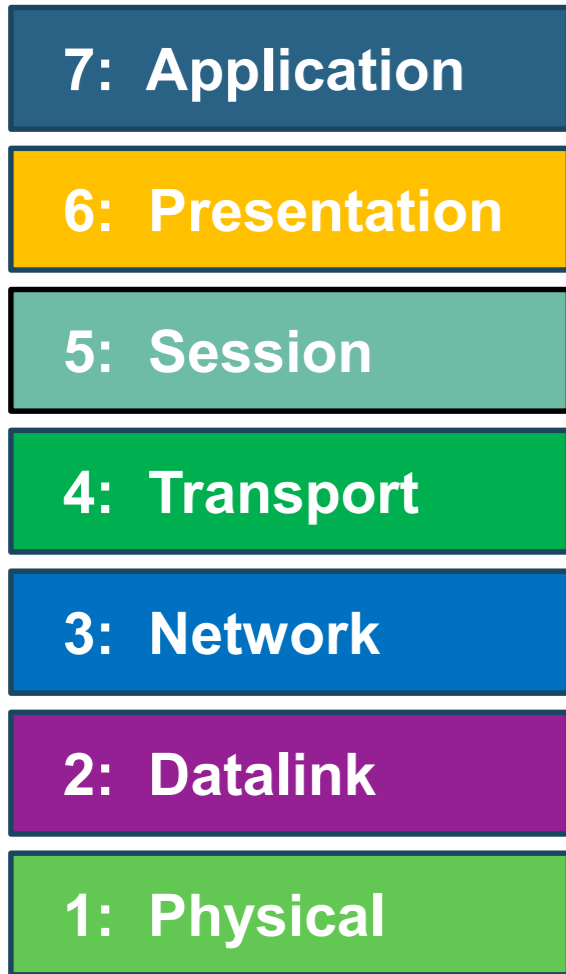 7: Application
6: Presentation
5: Session
4: Transport
3: Network
2: Datalink
1: Physical